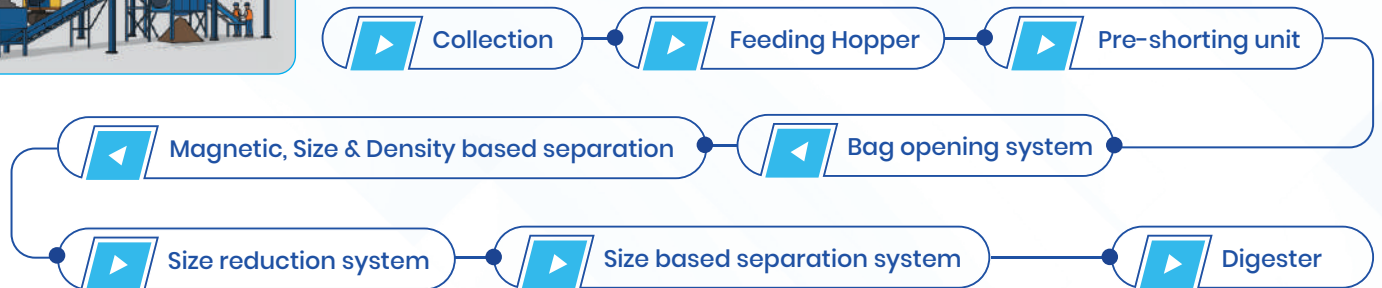 Collection
Feeding Hopper
Pre-shorting unit
Bag opening system
Magnetic, Size & Density based separation
Size reduction system
Size based separation system
Digester